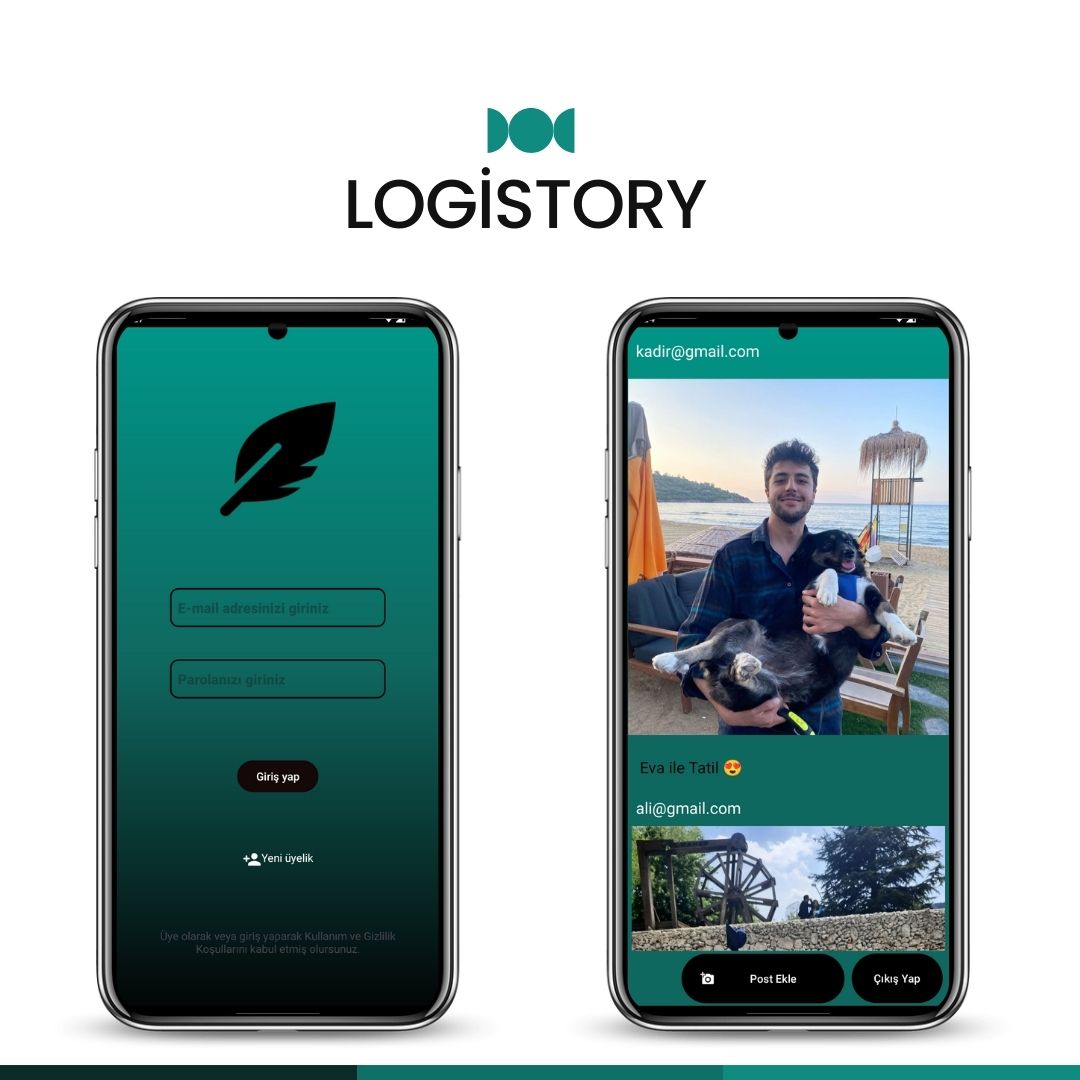 LOGİSTORY
E-mail adresinizi giriniz
Parolanızı giriniz
Giriş yap
Yeni üyelik
Üye olarak veya giriş yaparak Kullanım ve Gizlilik
Koşullarını kabul etmiş olursunuz.
kadir@gmail.com
Eva ile Tatil 😍
ali@gmail.com
Post Ekle
Çıkış Yap